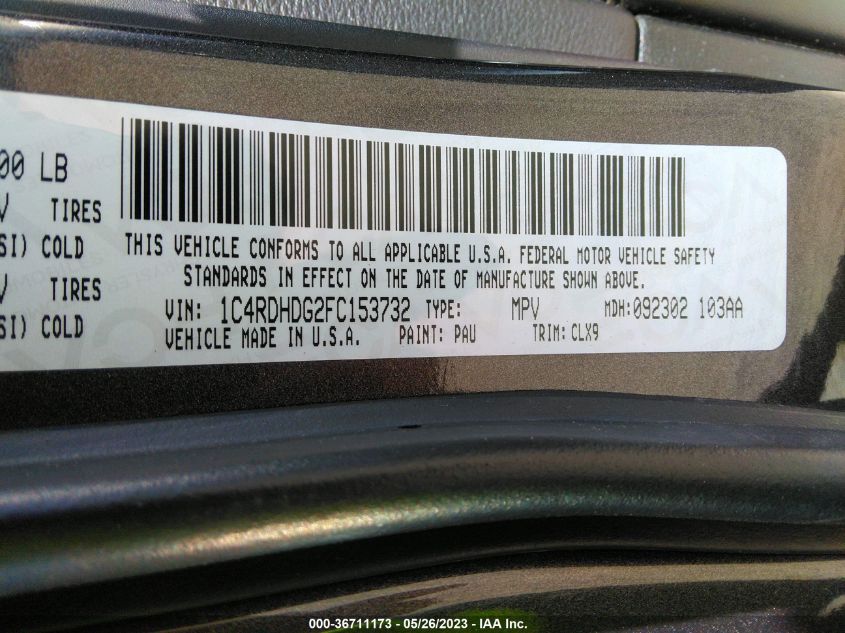 00 LB
TIRES
SI) COLD
TIRES
SI) COLD
THIS VEHICLE CONFORMS TO ALL APPLICABLE U.S.A. FEDERAL MOTOR VEHICLE SAFETY
STANDARDS IN EFFECT ON THE DATE OF MANUFACTURE SHOWN ABOVE.
VIN: 1C4RDHDG2FC153732 TYPE: MPV MDH:092302 103AA
VEHICLE MADE IN U.S.A. PAINT: PAU TRIM: CLX9
000-36711173 - 05/26/2023 - IAA Inc.